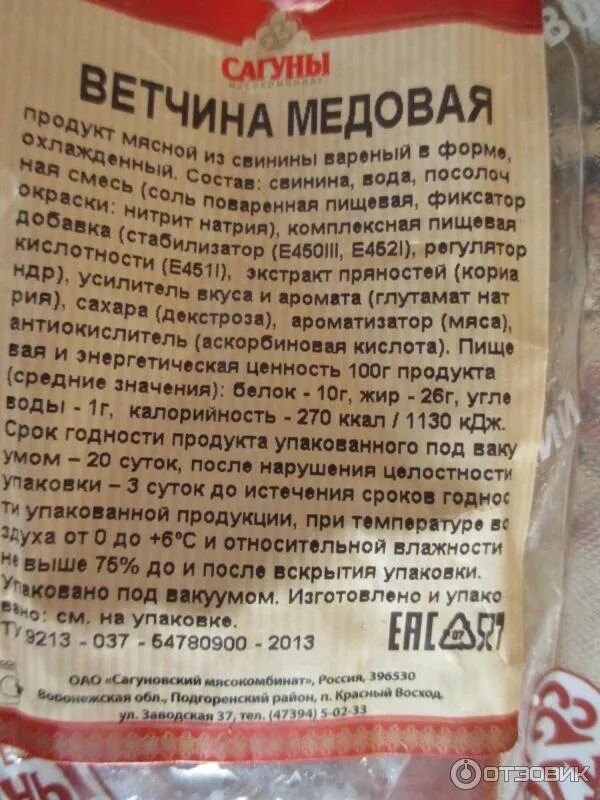 САГУНЫ
МЯСОКОМБИНАТ
ВЕТЧИНА МЕДОВАЯ
продукт мясной из свинины вареный в форме,
охлажденный. Состав: свинина, вода, посолоч
ная смесь (соль поваренная пищевая, фиксатор
окраски: нитрит натрия), комплексная пищевая
добавка (стабилизатор (Е450III, Е452I), регулятор
кислотности (Е451I), экстракт пряностей (кориа
ндр), усилитель вкуса и аромата (глутамат нат
рия), сахара (декстроза), ароматизатор (мяса),
антиокислитель (аскорбиновая кислота). Пище
вая и энергетическая ценность 100г продукта
(средние значения): белок - 10г, жир - 26г, угле
воды - 1г, калорийность - 270 ккал / 1130 кДж.
Срок годности продукта упакованного под ваку
умом – 20 суток, после нарушения целостности
упаковки – 3 суток до истечения сроков годнос
ти упакованной продукции, при температуре во
здуха от 0 до +6°С и относительной влажности
не выше 75% до и после вскрытия упаковки.
Упаковано под вакуумом. Изготовлено и упако
вано: см. на упаковке.
ТУ 9213 - 037 - 54780900 - 2013
EAC 07
ОАО «Сагуновский мясокомбинат», Россия, 396530
Воронежская обл., Подгоренский район, п. Красный Восход,
ул. Заводская 37, тел. (47394) 5-02-33
ОТЗОВИК